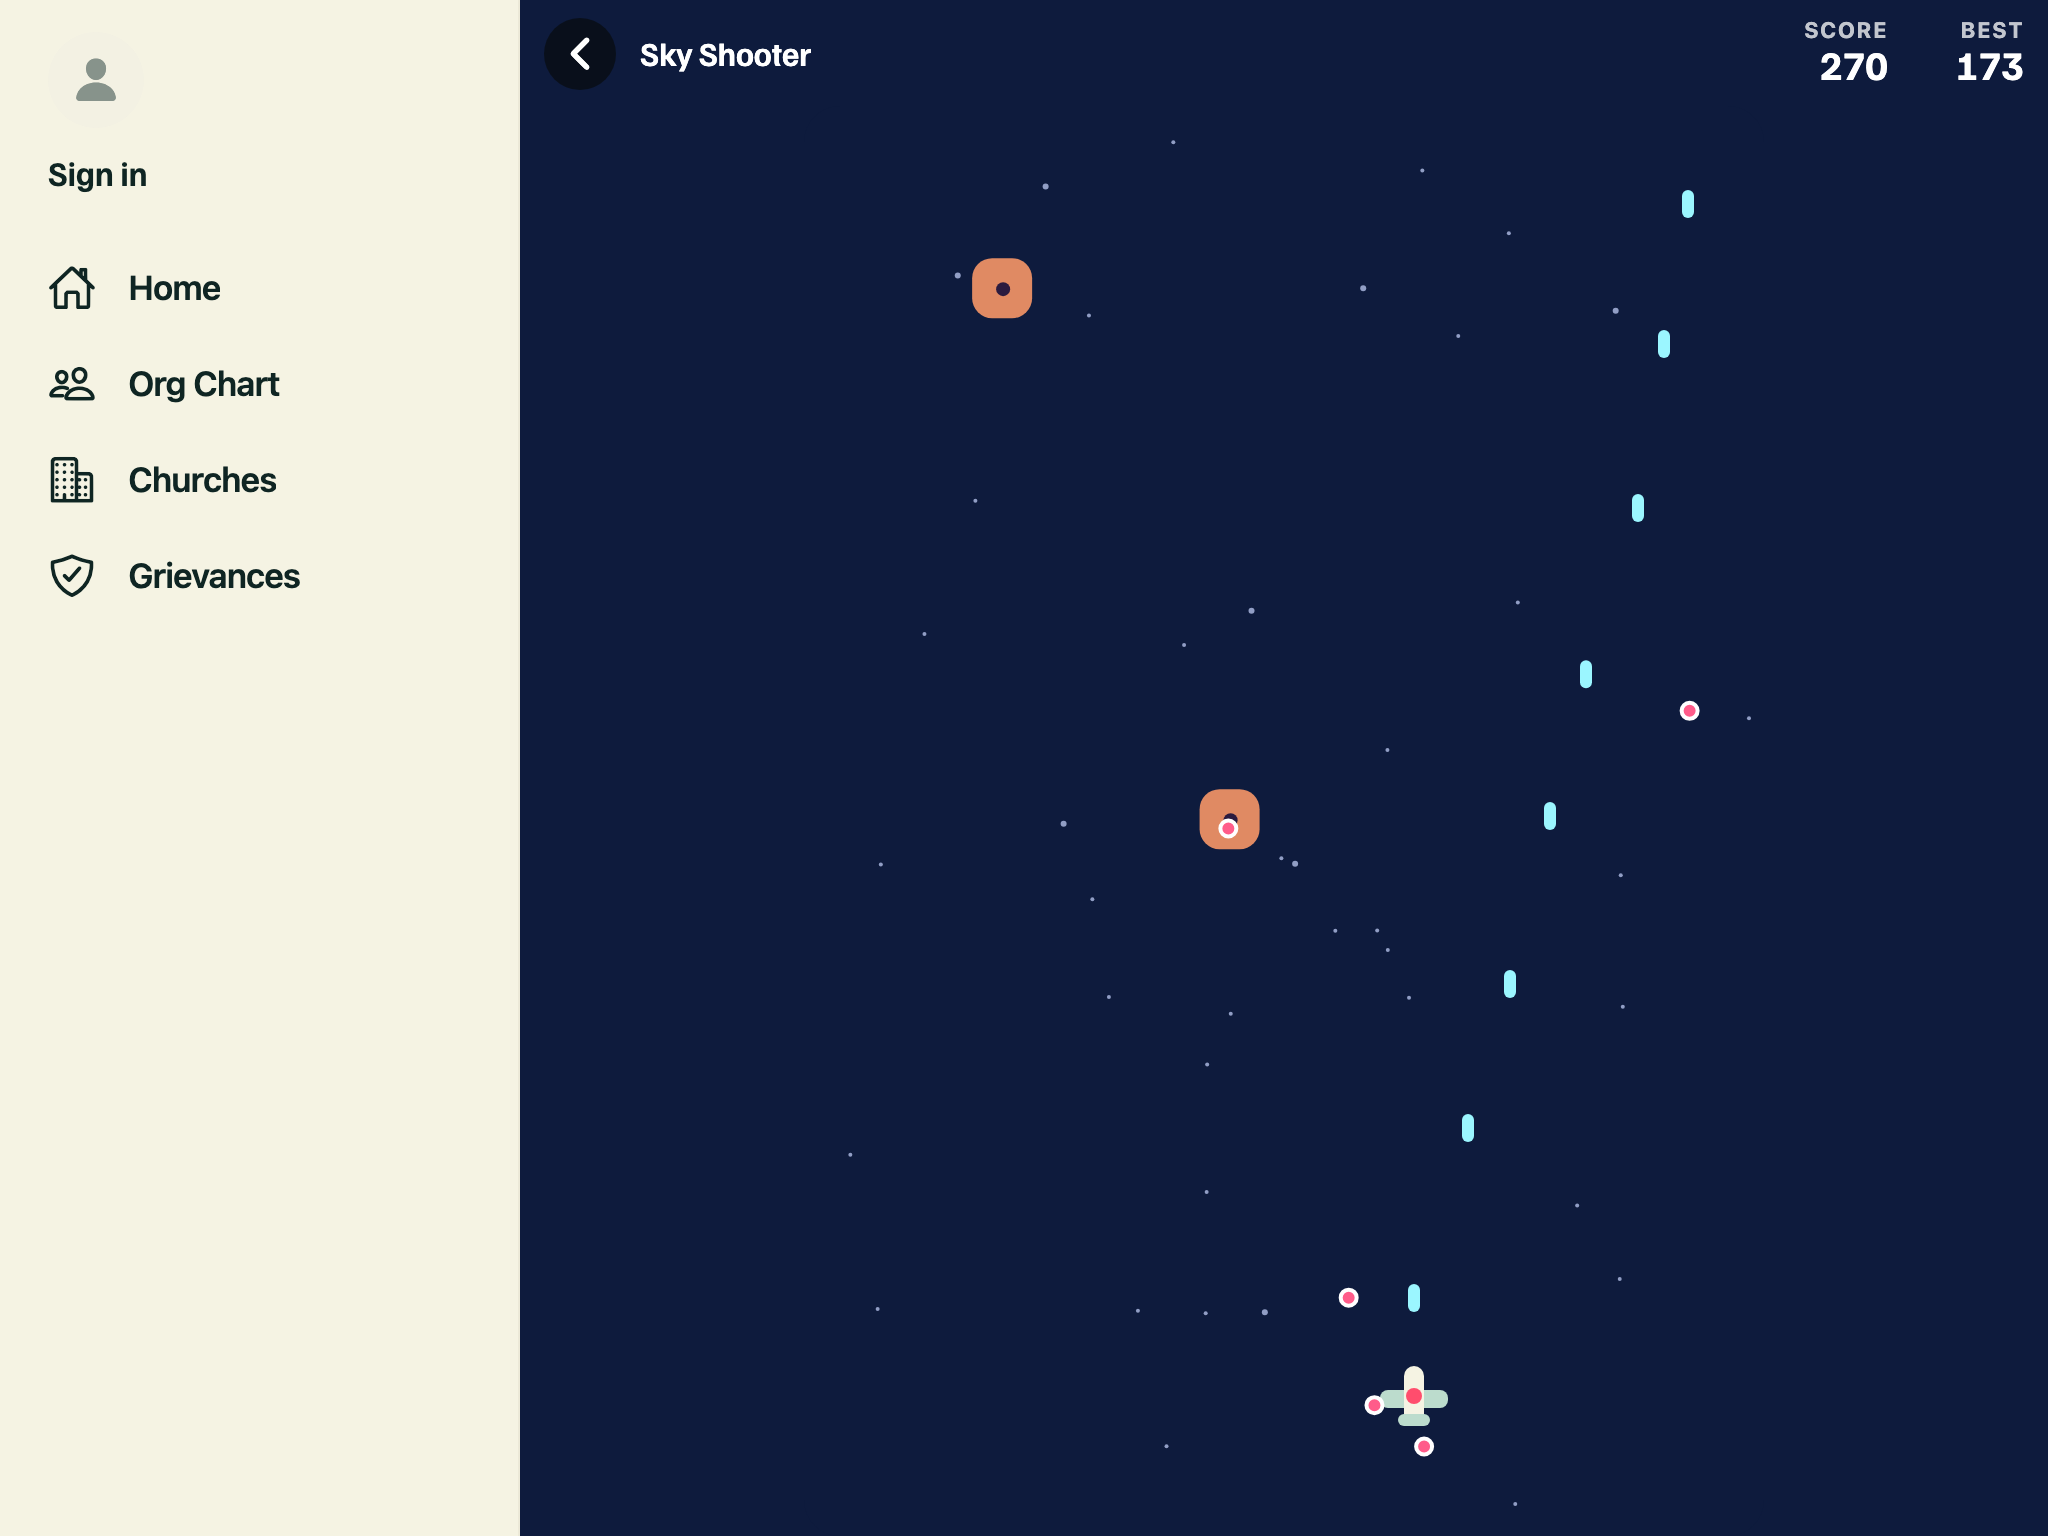 Sign in
Home
Org Chart
Churches
Grievances
Sky Shooter
SCORE
270
BEST
173